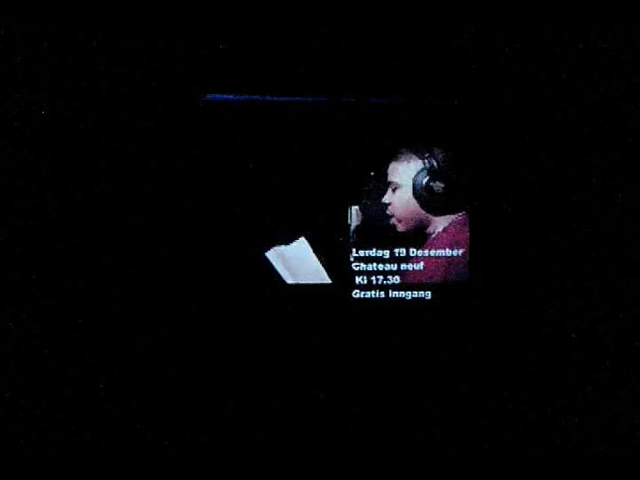 Lørdag 19 Desember
Chateau neuf
Kl 17.30
Gratis inngang